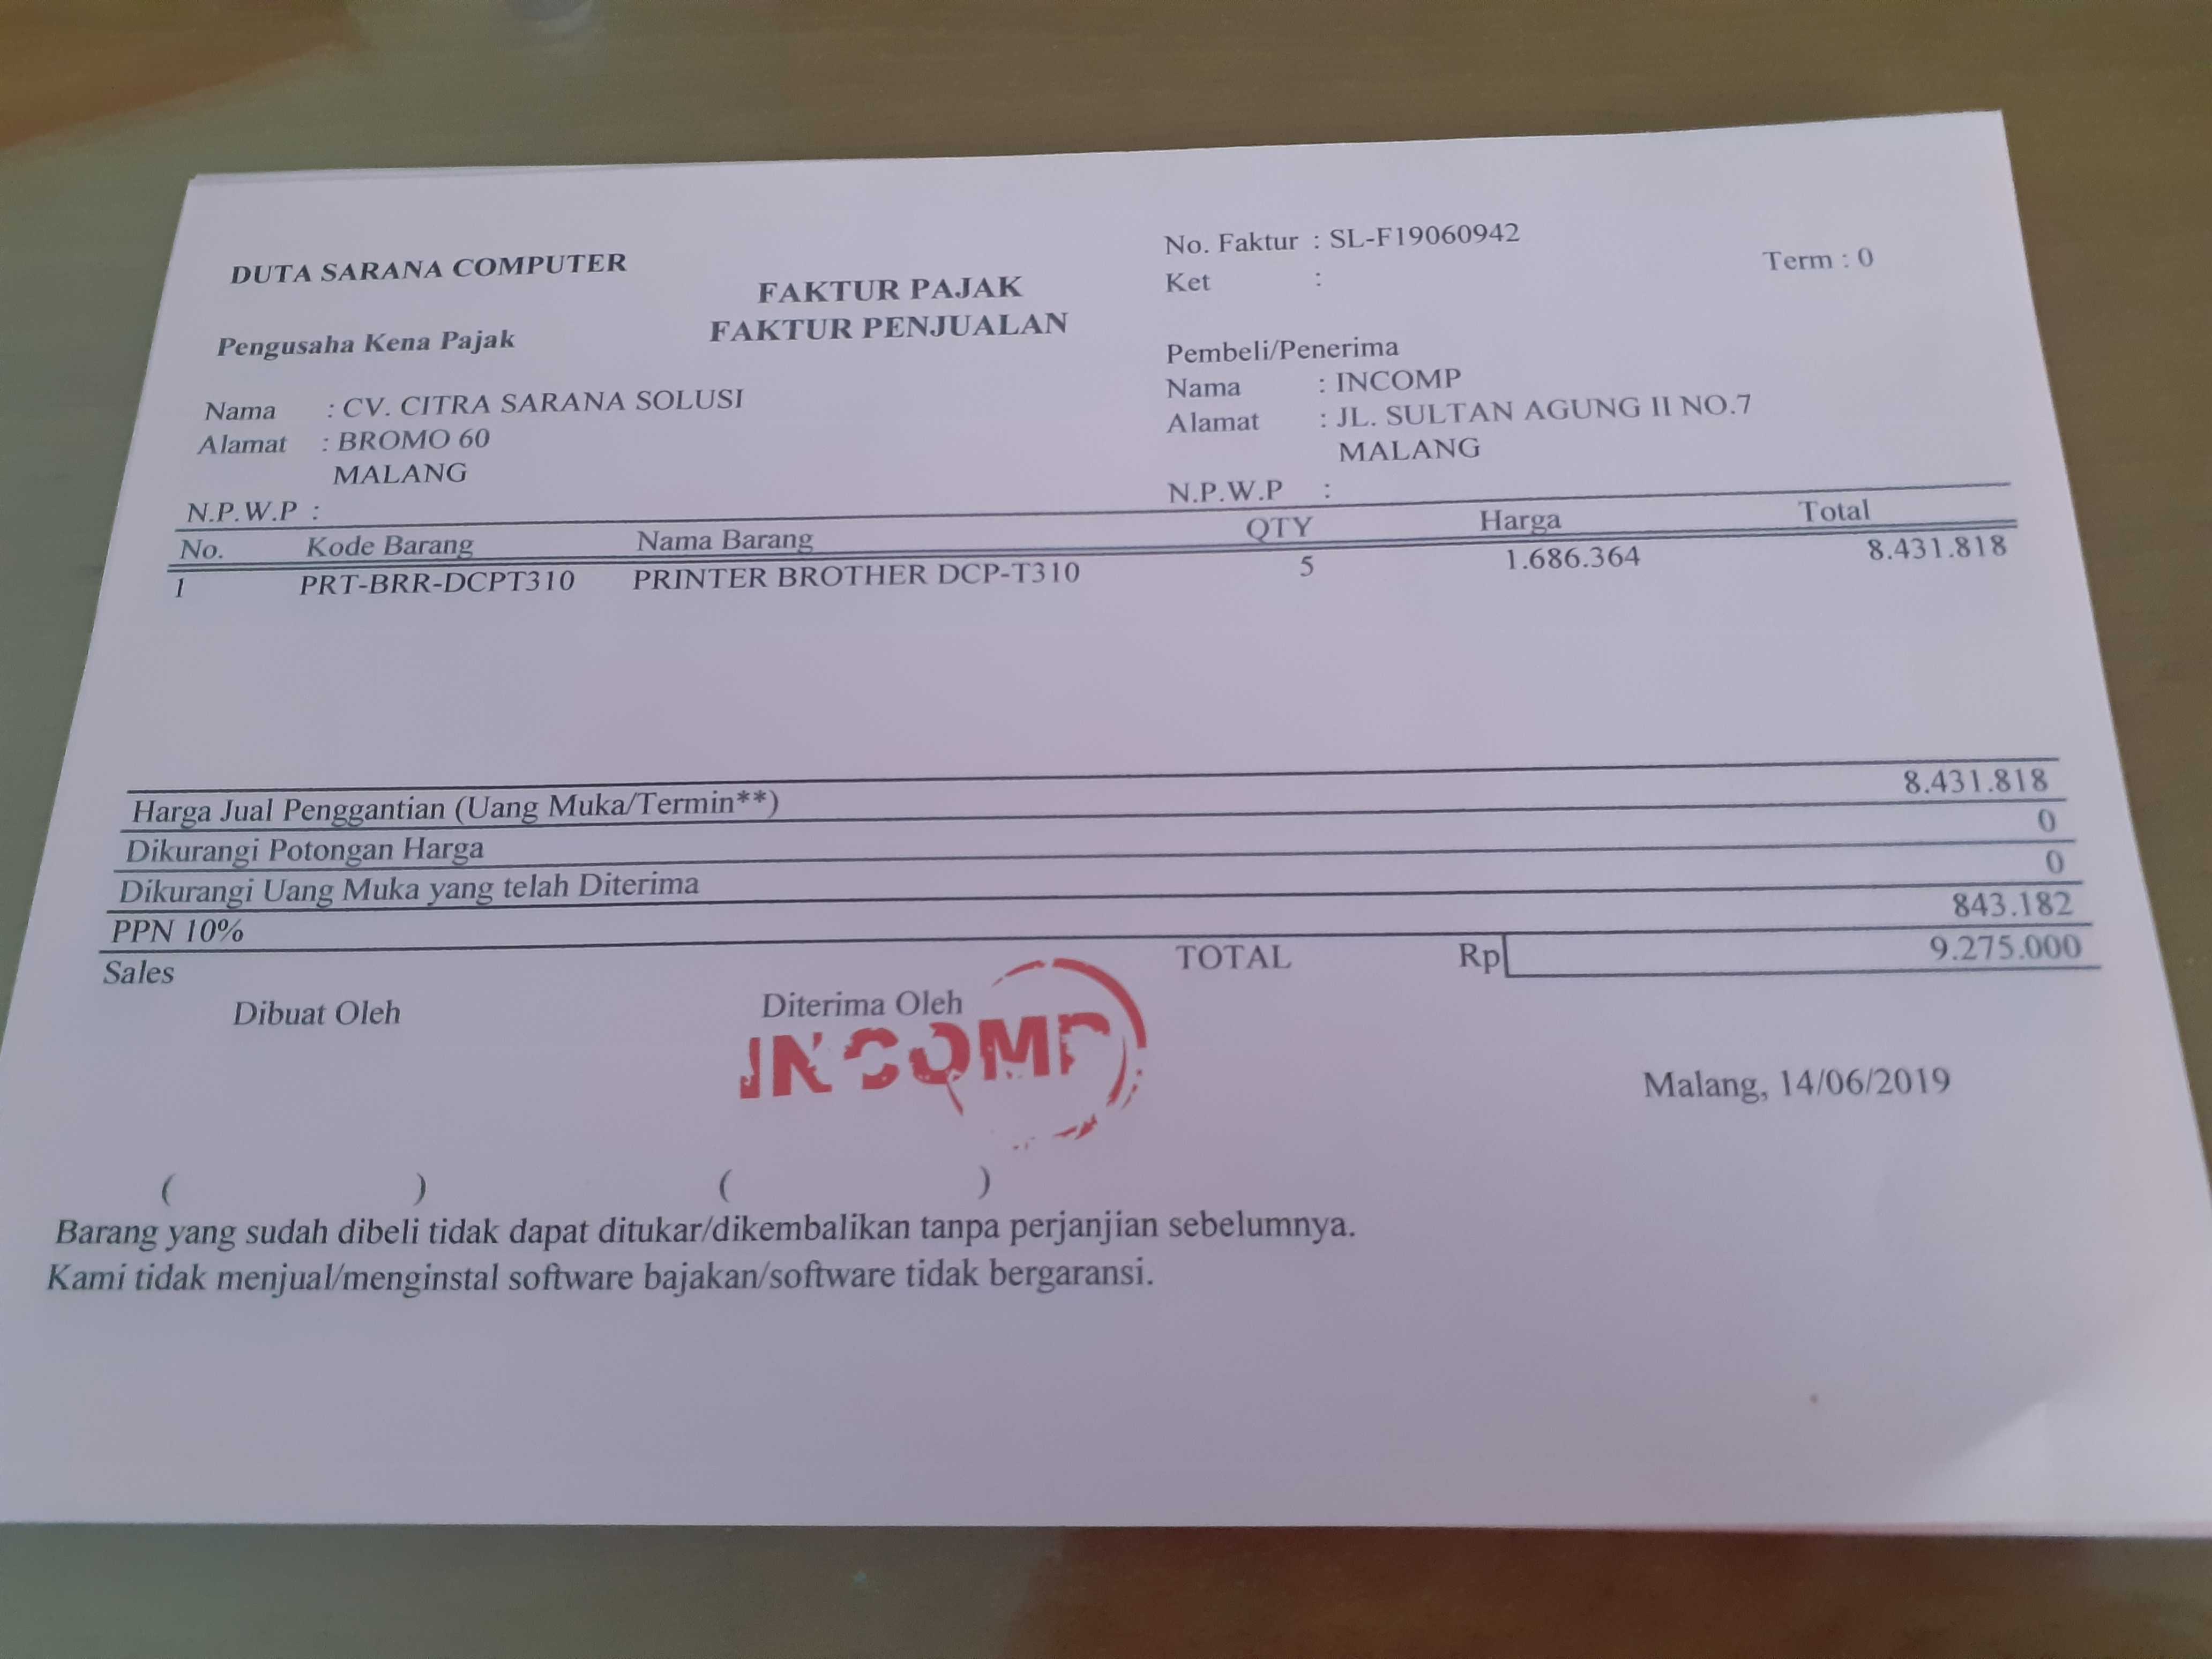 DUTA SARANA COMPUTER
FAKTUR PAJAK
FAKTUR PENJUALAN
No. Faktur : SL-F19060942
Ket :
Term : 0
Pengusaha Kena Pajak
Nama : CV. CITRA SARANA SOLUSI
Alamat : BROMO 60
MALANG
N.P.W.P :
Pembeli/Penerima
Nama : INCOMP
Alamat : JL. SULTAN AGUNG II NO.7
MALANG
N.P.W.P :
No. Kode Barang Nama Barang QTY Harga Total
1 PRT-BRR-DCPT310 PRINTER BROTHER DCP-T310 5 1.686.364 8.431.818
Harga Jual Penggantian (Uang Muka/Termin**) 8.431.818
Dikurangi Potongan Harga 0
Dikurangi Uang Muka yang telah Diterima 0
PPN 10% 843.182
Sales TOTAL Rp 9.275.000
Dibuat Oleh Diterima Oleh
INCOMP
Malang, 14/06/2019
( ) ( )
Barang yang sudah dibeli tidak dapat ditukar/dikembalikan tanpa perjanjian sebelumnya.
Kami tidak menjual/menginstal software bajakan/software tidak bergaransi.